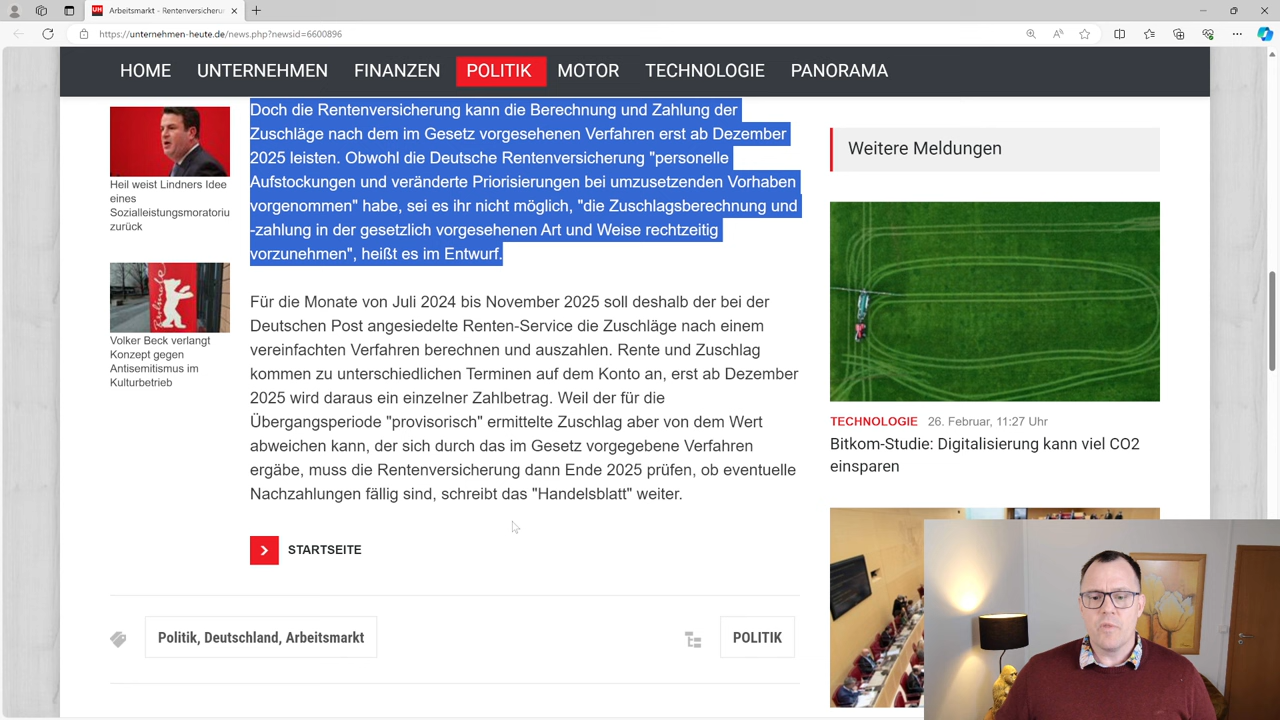 Arbeitsmarkt - Rentenversicheru
https://unternehmen-heute.de/news.php?newsid=6600896
HOME UNTERNEHMEN FINANZEN POLITIK MOTOR TECHNOLOGIE PANORAMA
Heil weist Lindners Idee
eines
Sozialleistungsmoratoriu
zurück
Volker Beck verlangt
Konzept gegen
Antisemitismus im
Kulturbetrieb
Doch die Rentenversicherung kann die Berechnung und Zahlung der
Zuschläge nach dem im Gesetz vorgesehenen Verfahren erst ab Dezember
2025 leisten. Obwohl die Deutsche Rentenversicherung "personelle
Aufstockungen und veränderte Priorisierungen bei umzusetzenden Vorhaben
vorgenommen" habe, sei es ihr nicht möglich, "die Zuschlagsberechnung und
-zahlung in der gesetzlich vorgesehenen Art und Weise rechtzeitig
vorzunehmen", heißt es im Entwurf.
Für die Monate von Juli 2024 bis November 2025 soll deshalb der bei der
Deutschen Post angesiedelte Renten-Service die Zuschläge nach einem
vereinfachten Verfahren berechnen und auszahlen. Rente und Zuschlag
kommen zu unterschiedlichen Terminen auf dem Konto an, erst ab Dezember
2025 wird daraus ein einzelner Zahlbetrag. Weil der für die
Übergangsperiode "provisorisch" ermittelte Zuschlag aber von dem Wert
abweichen kann, der sich durch das im Gesetz vorgegebene Verfahren
ergäbe, muss die Rentenversicherung dann Ende 2025 prüfen, ob eventuelle
Nachzahlungen fällig sind, schreibt das "Handelsblatt" weiter.
STARTSEITE
Politik, Deutschland, Arbeitsmarkt
POLITIK
Weitere Meldungen
TECHNOLOGIE 26. Februar, 11:27 Uhr
Bitkom-Studie: Digitalisierung kann viel CO2
einsparen